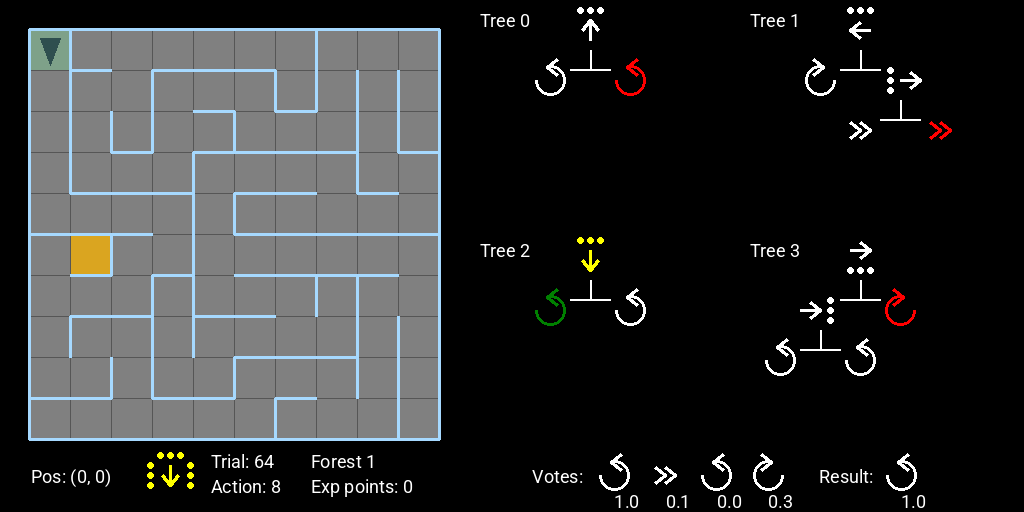 Tree 0
Tree 1
Tree 2
Tree 3
Pos: (0, 0)
Trial: 64
Forest 1
Action: 8
Exp points: 0
Votes:
1.0
0.1
0.0
0.3
Result:
1.0